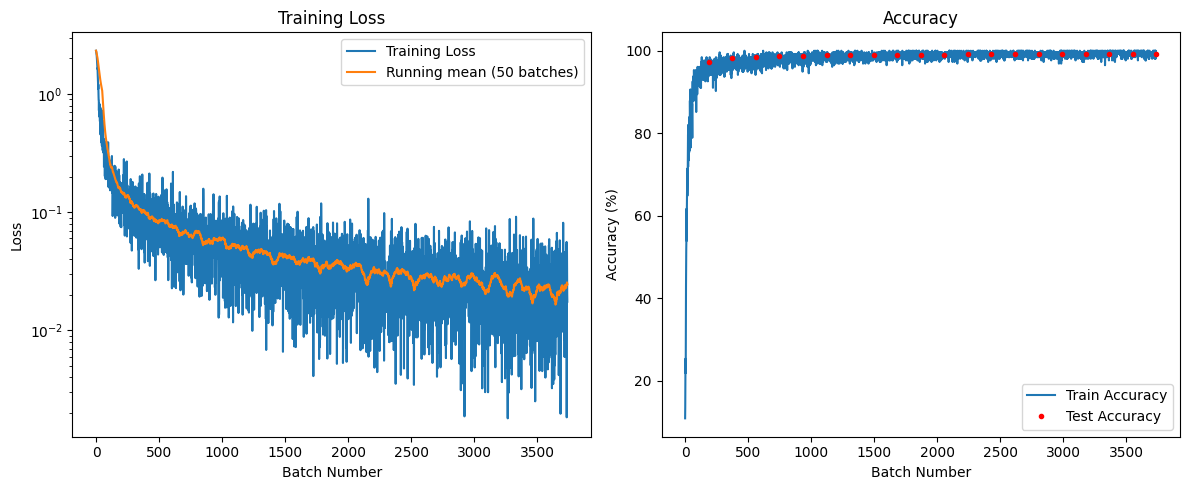 Training Loss
Training Loss
Running mean (50 batches)
10^0
10^-1
10^-2
Loss
0 500 1000 1500 2000 2500 3000 3500
Batch Number
Accuracy
100
80
60
40
20
Accuracy (%)
Train Accuracy
Test Accuracy
0 500 1000 1500 2000 2500 3000 3500
Batch Number